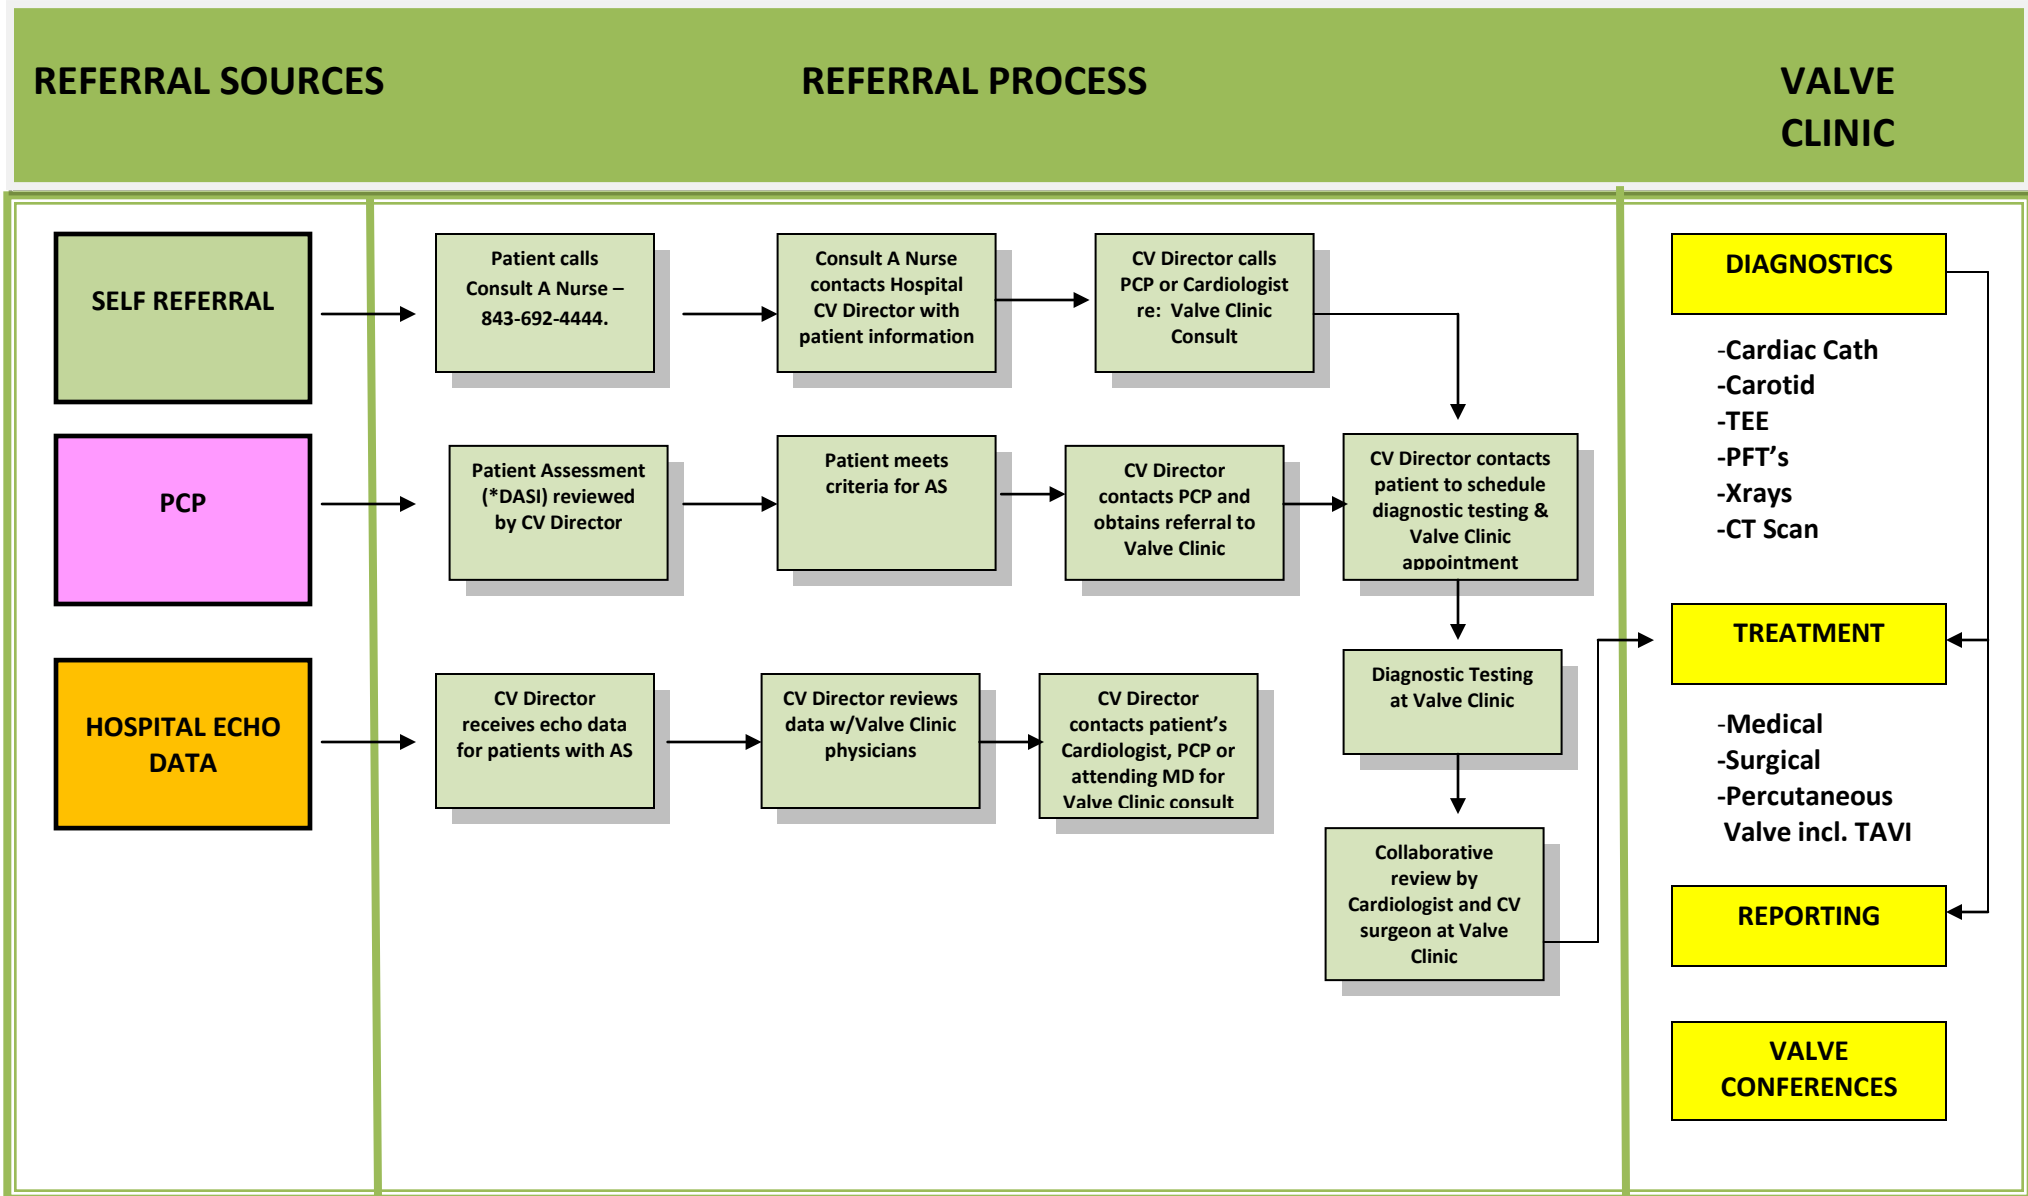 REFERRAL SOURCES
REFERRAL PROCESS
VALVE
CLINIC
SELF REFERRAL
Patient calls
Consult A Nurse –
843-692-4444.
Consult A Nurse
contacts Hospital
CV Director with
patient information
CV Director calls
PCP or Cardiologist
re:  Valve Clinic
Consult
PCP
Patient Assessment
(*DASI) reviewed
by CV Director
Patient meets
criteria for AS
CV Director
contacts PCP and
obtains referral to
Valve Clinic
CV Director contacts
patient to schedule
diagnostic testing &
Valve Clinic
appointment
HOSPITAL ECHO
DATA
CV Director
receives echo data
for patients with AS
CV Director reviews
data w/Valve Clinic
physicians
CV Director
contacts patient’s
Cardiologist, PCP or
attending MD for
Valve Clinic consult
Diagnostic Testing
at Valve Clinic
Collaborative
review by
Cardiologist and CV
surgeon at Valve
Clinic
DIAGNOSTICS
-Cardiac Cath
-Carotid
-TEE
-PFT’s
-Xrays
-CT Scan
TREATMENT
-Medical
-Surgical
-Percutaneous
Valve incl. TAVI
REPORTING
VALVE
CONFERENCES